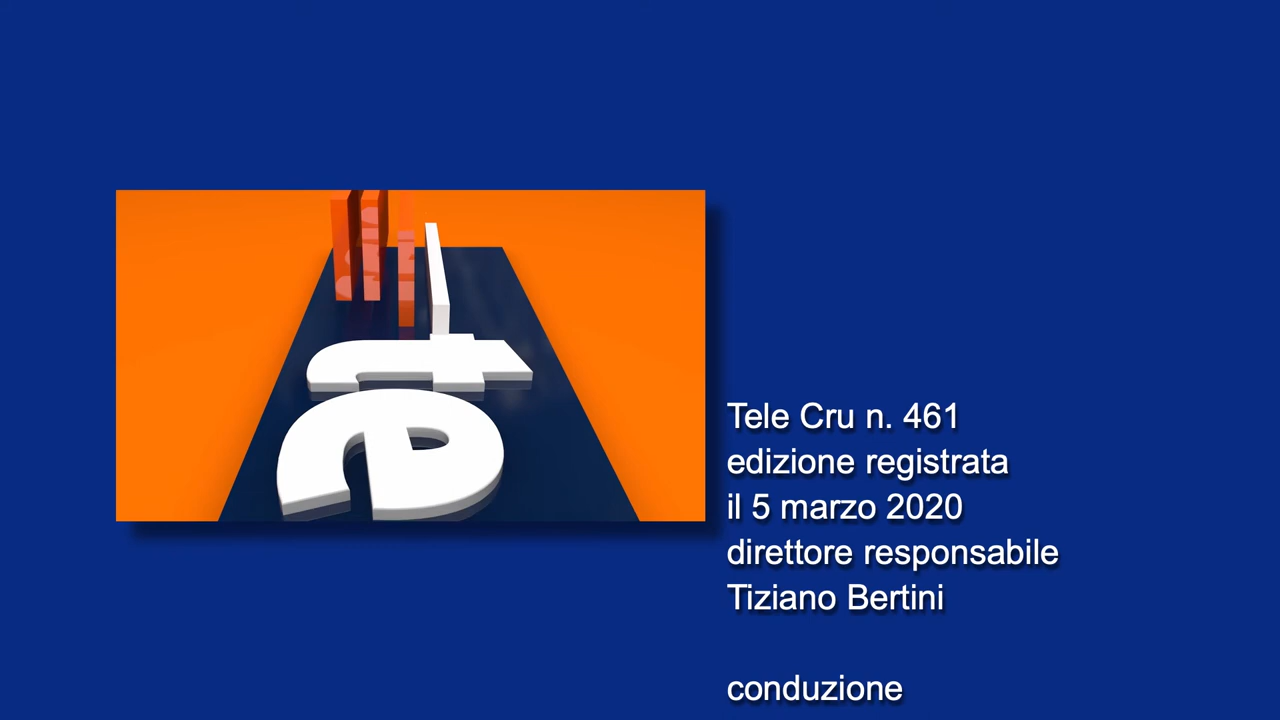 Tele Cru n. 461
edizione registrata
il 5 marzo 2020
direttore responsabile
Tiziano Bertini
conduzione